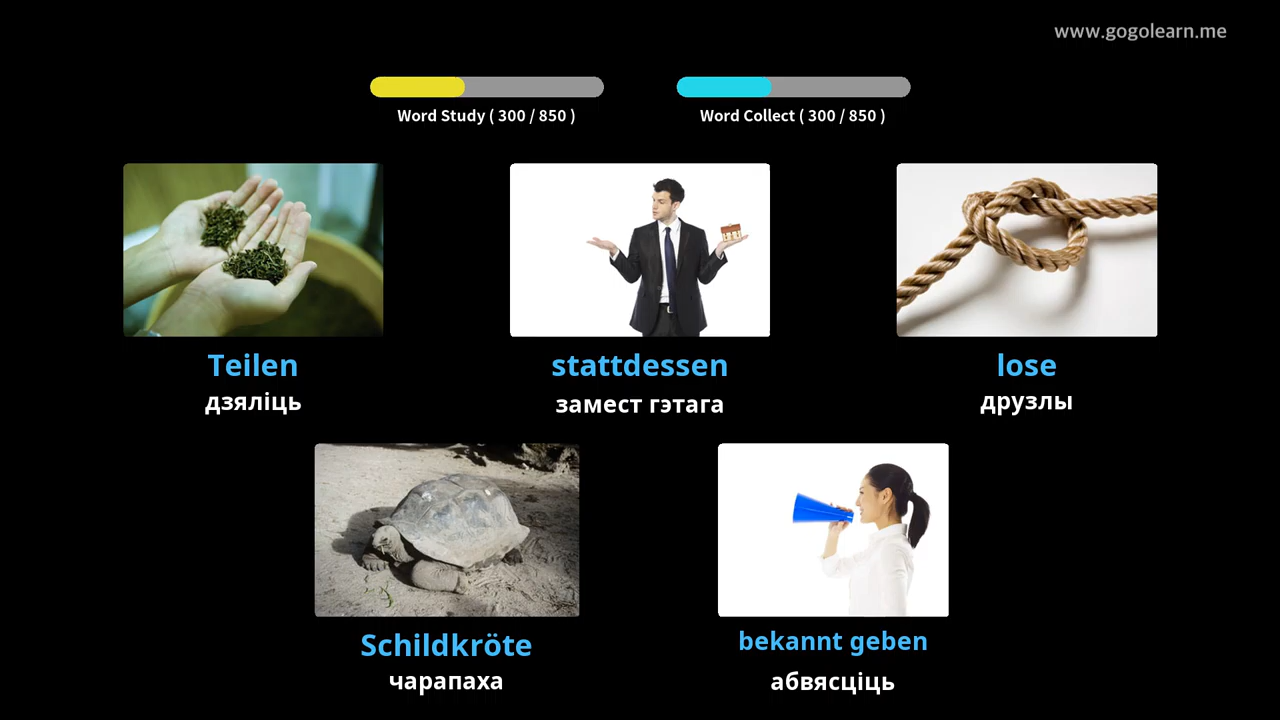 www.gogolearn.me
Word Study ( 300 / 850 )
Word Collect ( 300 / 850 )
Teilen
дзяліць
stattdessen
замест гэтага
lose
друзлы
Schildkröte
чарапаха
bekannt geben
абвясціць